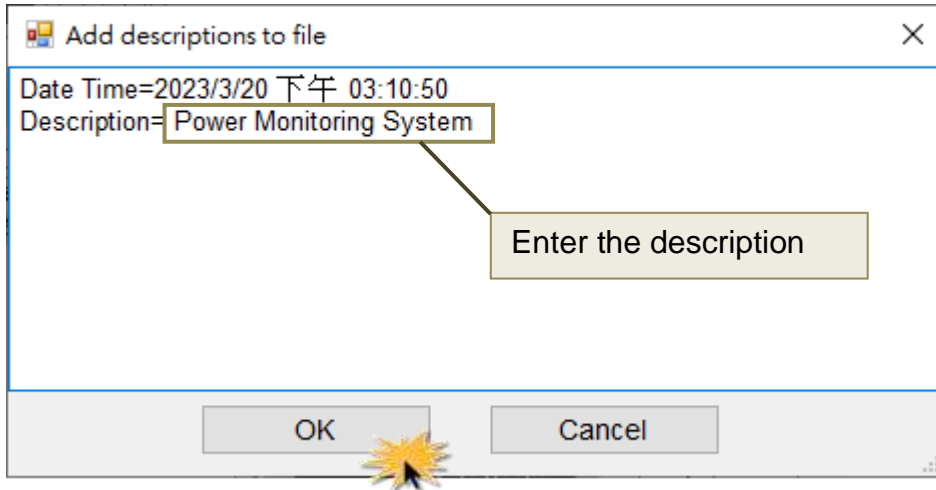 Add descriptions to file
Date Time=2023/3/20 下午 03:10:50
Description= Power Monitoring System
Enter the description
OK
Cancel